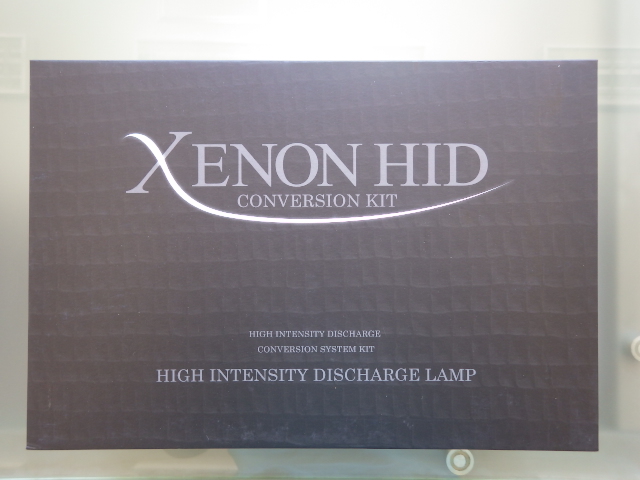 XENON HID
CONVERSION KIT
HIGH INTENSITY DISCHARGE
CONVERSION SYSTEM KIT
HIGH INTENSITY DISCHARGE LAMP